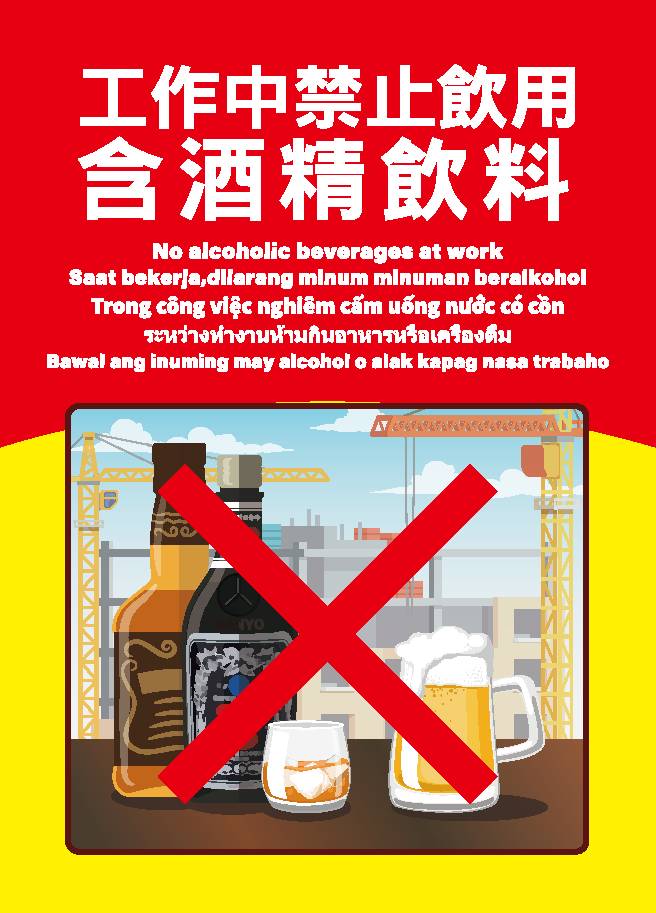 工作中禁止飲用
含酒精飲料
No alcoholic beverages at work
Saat bekerja,dilarang minum minuman beralkohol
Trong công việc nghiêm cấm uống nước có cồn
ระหว่างทำงานห้ามกินอาหารหรือเครื่องดื่ม
Bawal ang inuming may alcohol o alak kapag nasa trabaho